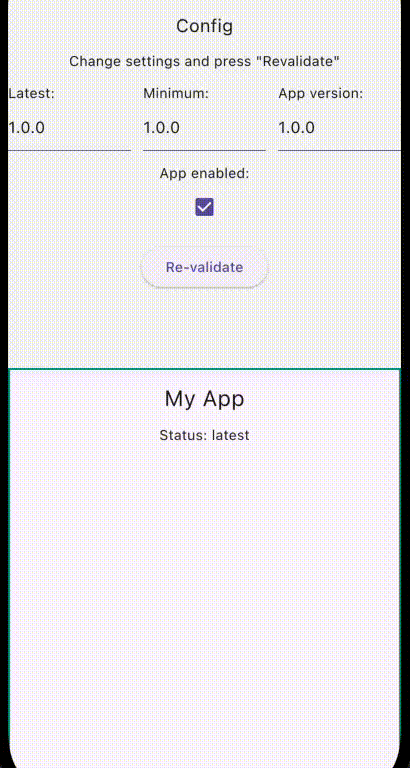 Config
Change settings and press "Revalidate"
Latest: Minimum: App version:
1.0.0 1.0.0 1.0.0
App enabled:
Re-validate
My App
Status: latest